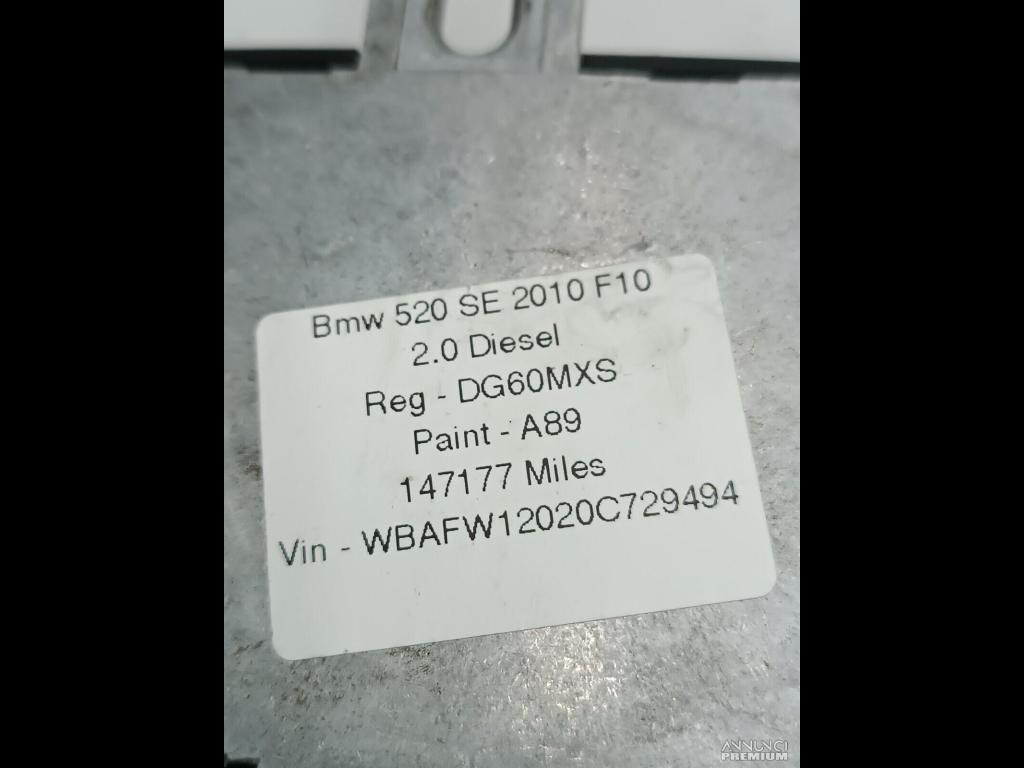 Bmw 520 SE 2010 F10
2.0 Diesel
Reg - DG60MXS
Paint - A89
147177 Miles
Vin - WBAFW12020C729494
ANNUNCI
PREMIUM